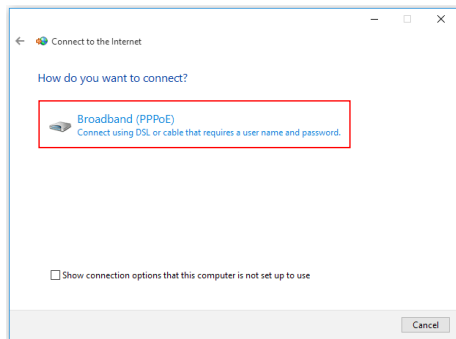 Connect to the Internet
How do you want to connect?
Broadband (PPPoE)
Connect using DSL or cable that requires a user name and password.
Show connection options that this computer is not set up to use
Cancel